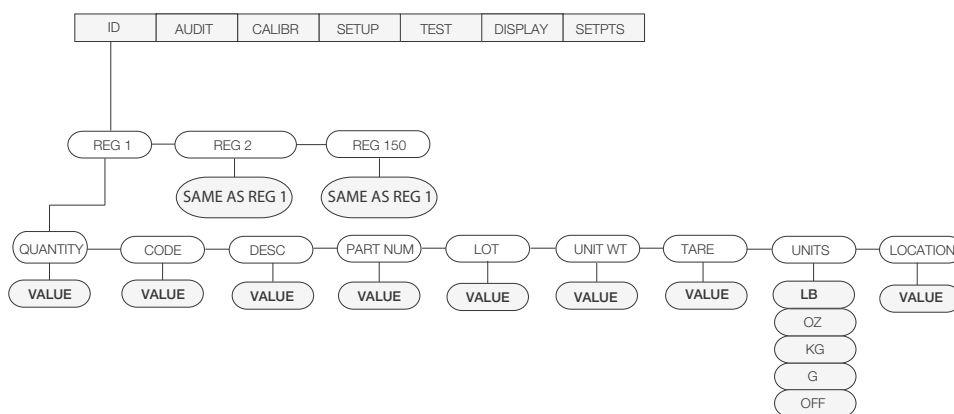 ID AUDIT CALIBR SETUP TEST DISPLAY SETPTS
REG 1 REG 2 REG 150
SAME AS REG 1 SAME AS REG 1
QUANTITY CODE DESC PART NUM LOT UNIT WT TARE UNITS LOCATION
VALUE VALUE VALUE VALUE VALUE VALUE VALUE LB VALUE
OZ
KG
G
OFF